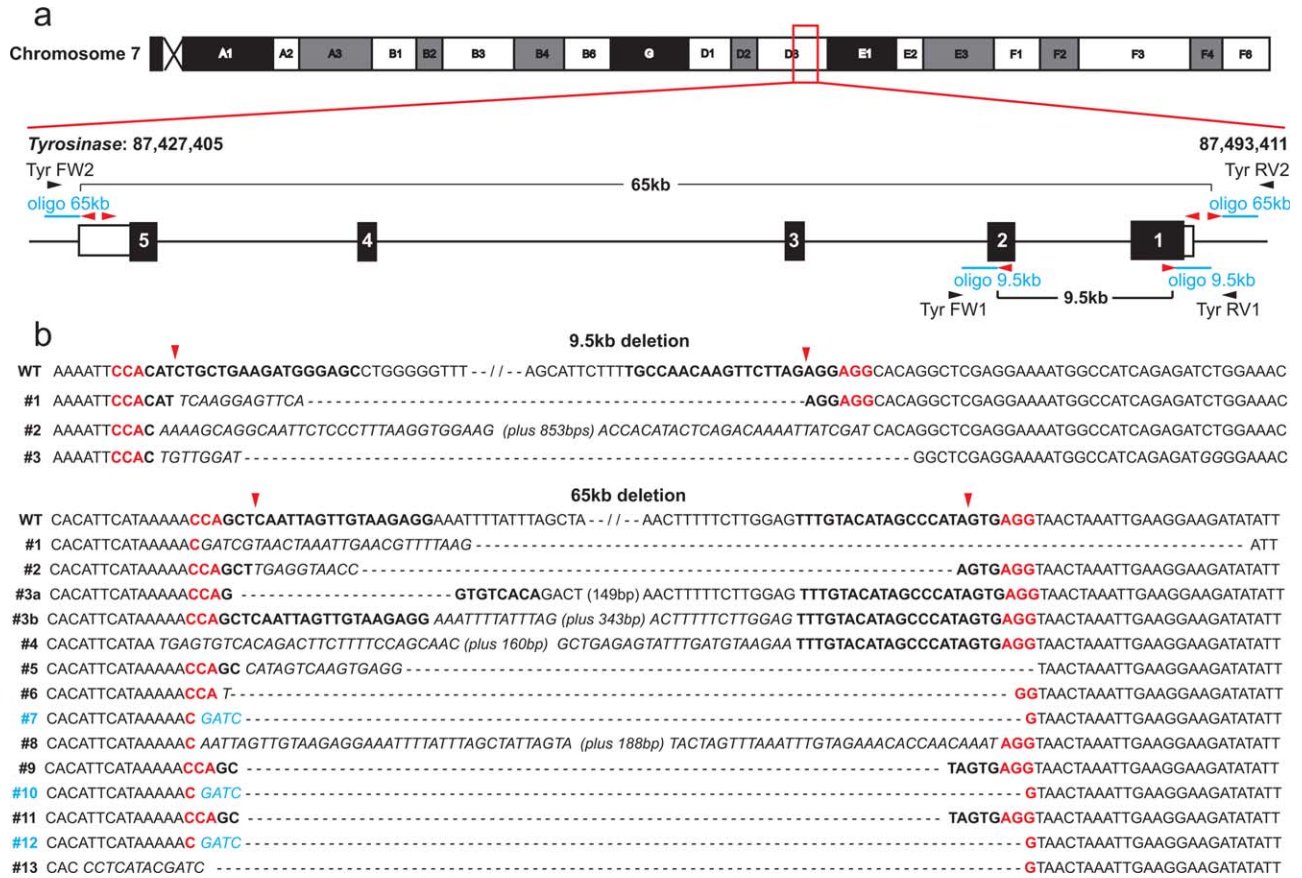 a
Chromosome 7 A1 A2 A3 B1 B2 B3 B4 B6 G D1 D2 D3 E1 E2 E3 F1 F2 F3 F4 F6
Tyrosinase: 87,427,405 87,493,411
Tyr FW2 Tyr RV2
65kb
oligo 65kb oligo 65kb
5 4 3 2 1
oligo 9.5kb oligo 9.5kb
Tyr FW1 9.5kb Tyr RV1
b
9.5kb deletion
WT AAAATTCCACATCTGCTGAAGATGGGAGCCTGGGGGTTT --//-- AGCATTCTTTTGCCAACAAGTTCTTAGAGGAGGCACAGGCTCGAGGAAAATGGCCATCAGAGATCTGGAAAC
#1 AAAATTCCACAT TCAAGGAGTTCA AGGAGGCACAGGCTCGAGGAAAATGGCCATCAGAGATCTGGAAAC
#2 AAAATTCCAC AAAAGCAGGCAATTCTCCCTTTAAGGTGGAAG (plus 853bps) ACCACATACTCAGACAAAATTATCGAT CACAGGCTCGAGGAAAATGGCCATCAGAGATCTGGAAAC
#3 AAAATTCCAC TGTTGGAT GGCTCGAGGAAAATGGCCATCAGAGATGGGGAAAC
65kb deletion
WT CACATTCATAAAAACCAGCTCAATTAGTTGTAAGAGGAAATTTTATTTAGCTA --//-- AACTTTTTCTTGGAGTTTGTACATAGCCCATAGTGAGGTAACTAAATTGAAGGAAGATATATT
#1 CACATTCATAAAAACGATCGTAACTAAATTGAACGTTTTAAG ATT
#2 CACATTCATAAAAACCAGCTTGAGGTAACC AGTGAGGTAACTAAATTGAAGGAAGATATATT
#3a CACATTCATAAAAACCAG GTGTCACAGACT (149bp) AACTTTTTCTTGGAG TTTGTACATAGCCCATAGTGAGGTAACTAAATTGAAGGAAGATATATT
#3b CACATTCATAAAAACCAGCTCAATTAGTTGTAAGAGG AAATTTTATTTAG (plus 343bp) ACTTTTTCTTGGAG TTTGTACATAGCCCATAGTGAGGTAACTAAATTGAAGGAAGATATATT
#4 CACATTCATAA TGAGTGTCACAGACTTCTTTTCCAGCAAC (plus 160bp) GCTGAGAGTATTTGATGTAAGAA TTTGTACATAGCCCATAGTGAGGTAACTAAATTGAAGGAAGATATATT
#5 CACATTCATAAAAACCAGC CATAGTCAAGTGAGG TAACTAAATTGAAGGAAGATATATT
#6 CACATTCATAAAAACCA T GGTAACTAAATTGAAGGAAGATATATT
#7 CACATTCATAAAAAC GATC GTAACTAAATTGAAGGAAGATATATT
#8 CACATTCATAAAAAC AATTAGTTGTAAGAGGAAATTTTATTTAGCTATTAGTA (plus 188bp) TACTAGTTTAAATTTGTAGAAACACCAACAAAT AGGTAACTAAATTGAAGGAAGATATATT
#9 CACATTCATAAAAACCAGC TAGTGAGGTAACTAAATTGAAGGAAGATATATT
#10 CACATTCATAAAAAC GATC GTAACTAAATTGAAGGAAGATATATT
#11 CACATTCATAAAAACCAGC TAGTGAGGTAACTAAATTGAAGGAAGATATATT
#12 CACATTCATAAAAAC GATC GTAACTAAATTGAAGGAAGATATATT
#13 CAC CCTCATACGATC GTAACTAAATTGAAGGAAGATATATT